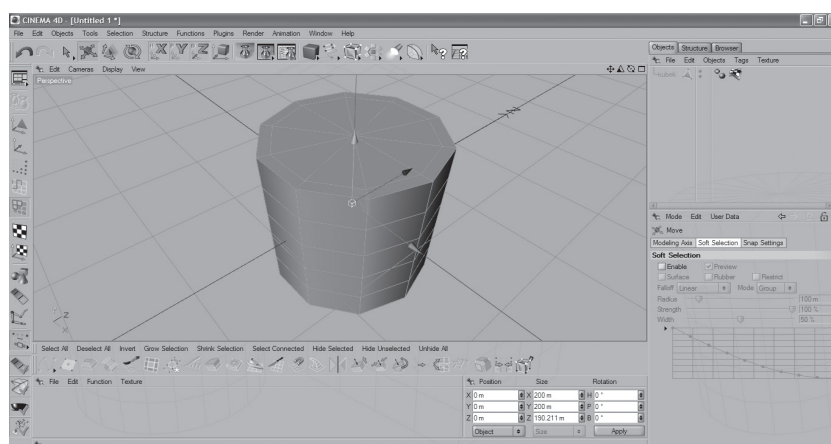 CINEMA 4D - [Untitled 1 *]
File Edit Objects Tools Selection Structure Functions Plugins Render Animation Window Help
Objects Structure Browser
Edit Cameras Display View
File Edit Objects Tags Texture
Perspective
X Y Z
Mode Edit User Data
Move
Modeling Axis Soft Selection Snap Settings
Soft Selection
Enable Preview
Surface Rubber Restrict
Falloff Linear Mode Group
Radius 100 m
Strength 100 %
Width 50 %
Z
X
Select All Deselect All Invert Grow Selection Shrink Selection Select Connected Hide Selected Hide Unselected Unhide All
File Edit Function Texture
Position Size Rotation
X 0 m X 200 m H 0 °
Y 0 m Y 200 m P 0 °
Z 0 m Z 190.211 m B 0 °
Object Size Apply